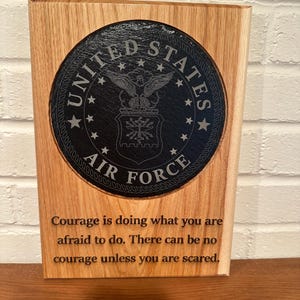 UNITED STATES
AIR FORCE
Courage is doing what you are
afraid to do. There can be no
courage unless you are scared.